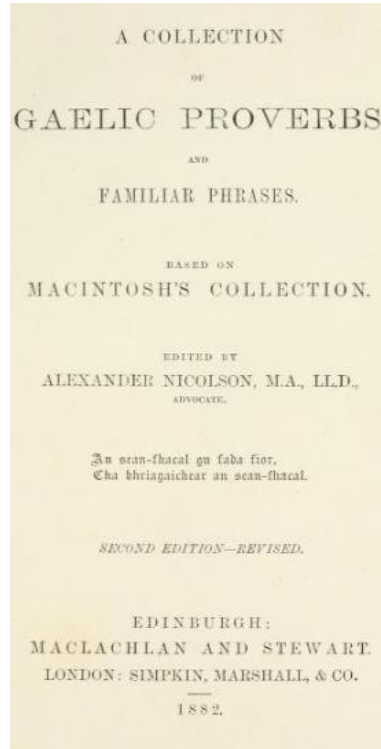 A COLLECTION
OF
GAELIC PROVERBS
AND
FAMILIAR PHRASES.
BASED ON
MACINTOSH'S COLLECTION.
EDITED BY
ALEXANDER NICOLSON, M.A., LL.D.,
ADVOCATE.
An sean-fhacal gu fada fior,
Cha bhriagaichear an sean-fhacal.
SECOND EDITION—REVISED.
EDINBURGH:
MACLACHLAN AND STEWART.
LONDON: SIMPKIN, MARSHALL, & CO.
1882.